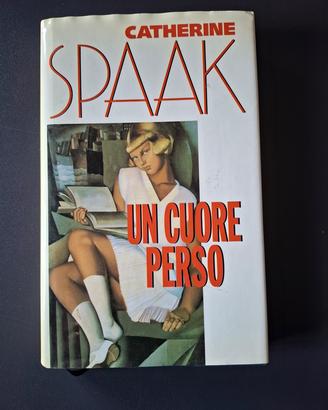 CATHERINE
SPAAK
UN CUORE
PERSO